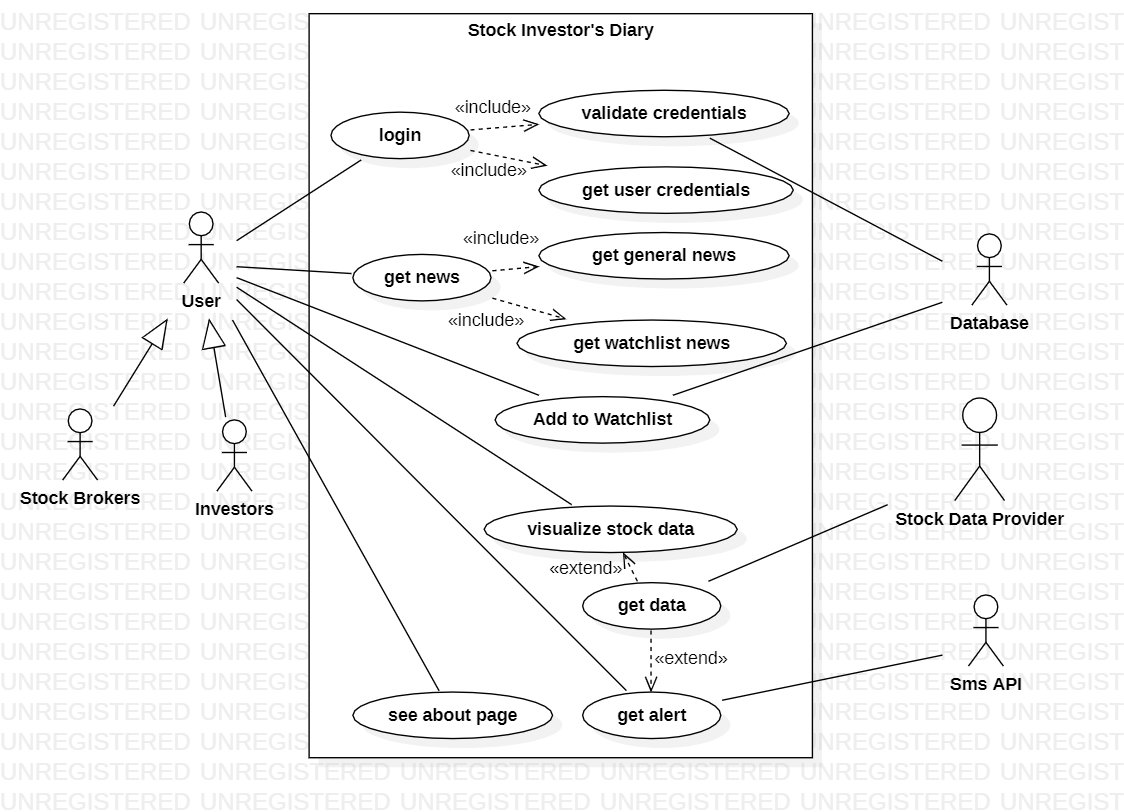 UNREGISTERED UNREGISTERED UNREGISTERED UNREGISTERED UNREGISTERED UNREGIST
Stock Investor's Diary
«include»
validate credentials
login
«include»
get user credentials
«include»
get general news
get news
User
«include»
get watchlist news
Database
Add to Watchlist
Stock Brokers
Investors
Stock Data Provider
visualize stock data
«extend»
get data
«extend»
Sms API
see about page
get alert